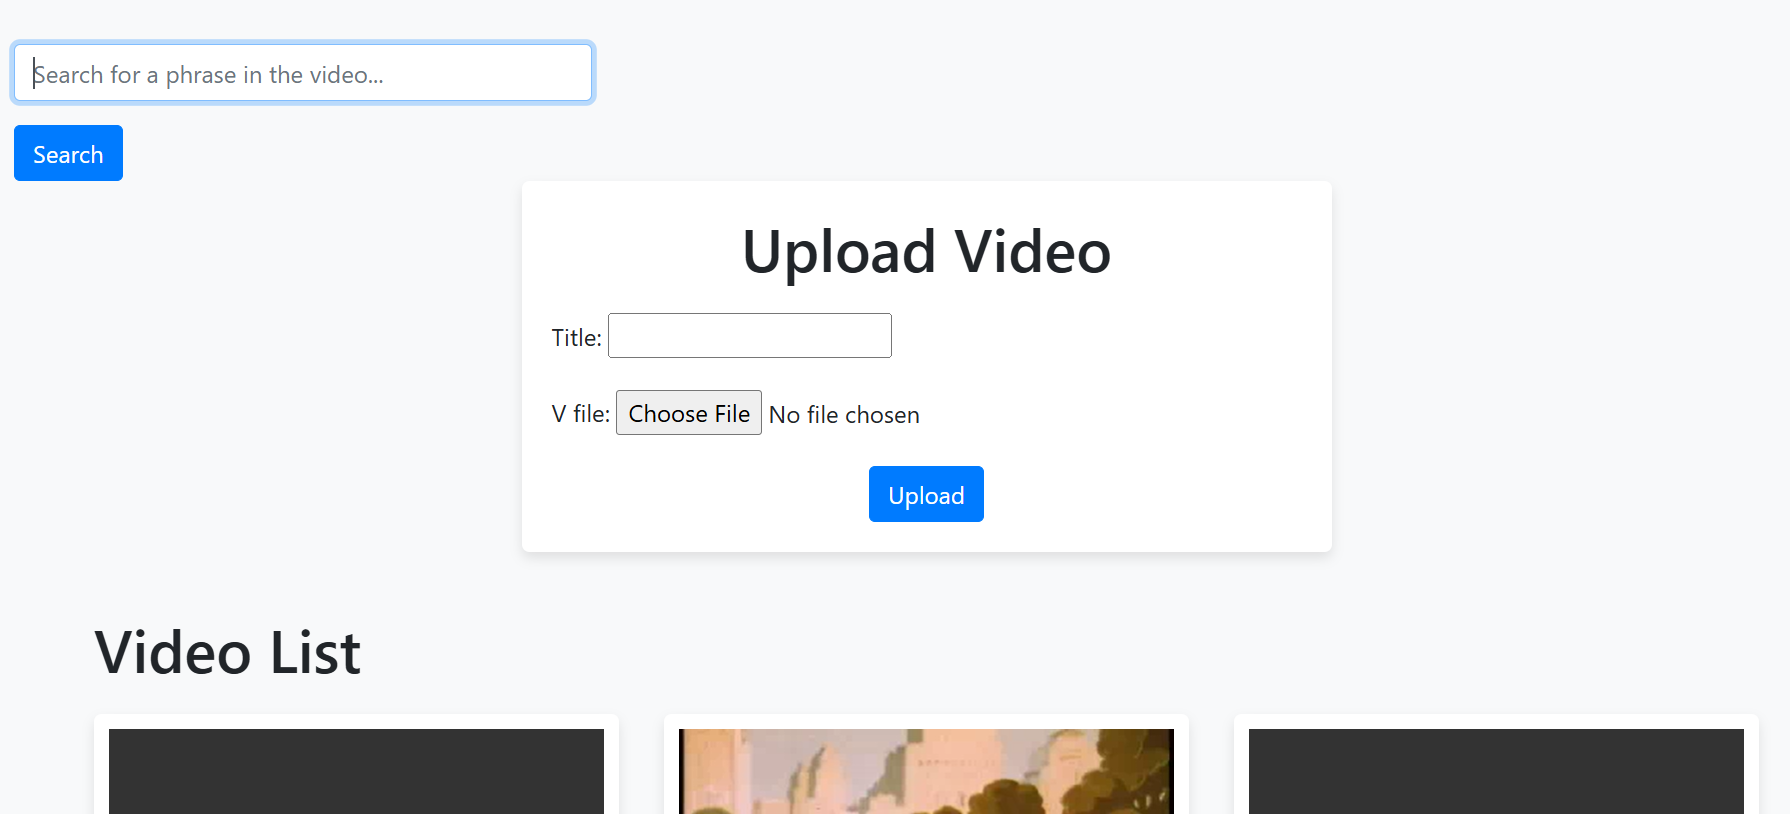 Search for a phrase in the video...
Search
Upload Video
Title:
V file: Choose File No file chosen
Upload
Video List